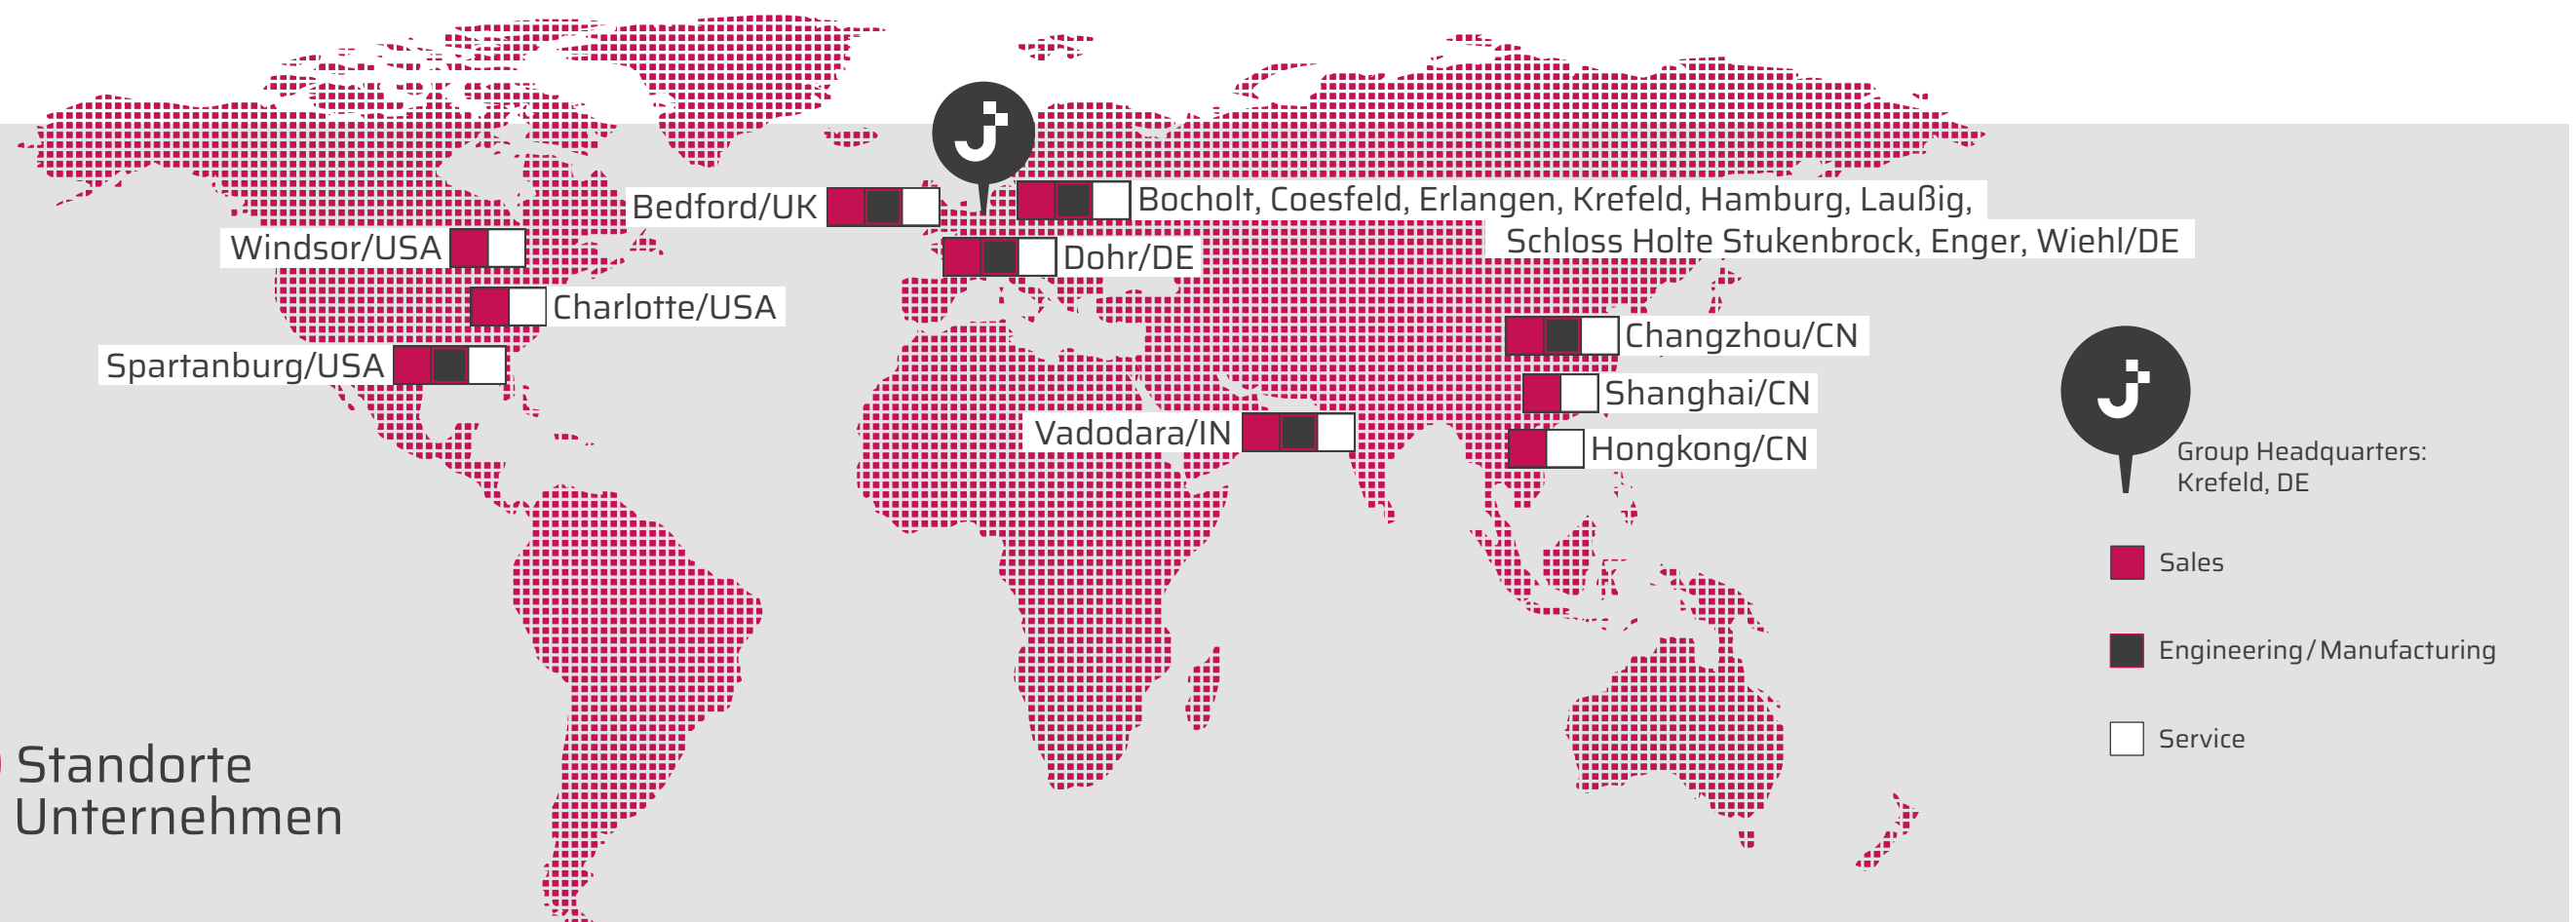 Bedford/UK
Bocholt, Coesfeld, Erlangen, Krefeld, Hamburg, Laußig,
Schloss Holte Stukenbrock, Enger, Wiehl/DE
Windsor/USA
Dohr/DE
Charlotte/USA
Spartanburg/USA
Changzhou/CN
Shanghai/CN
Vadodara/IN
Hongkong/CN
Group Headquarters:
Krefeld, DE
Sales
Engineering/Manufacturing
Service
Standorte
Unternehmen